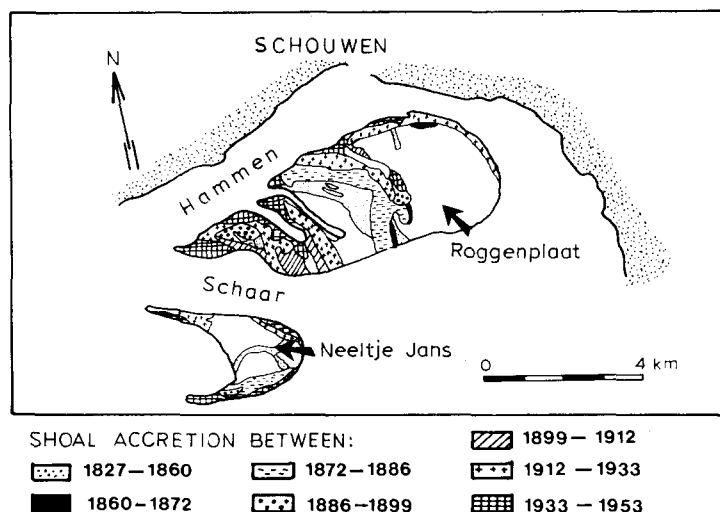 SCHOUWEN
N
Hammen
Roggenplaat
Schaar
Neeltje Jans
0 4 km
SHOAL ACCRETION BETWEEN:
1899–1912
1827–1860 1872–1886 1912–1933
1860–1872 1886–1899 1933–1953